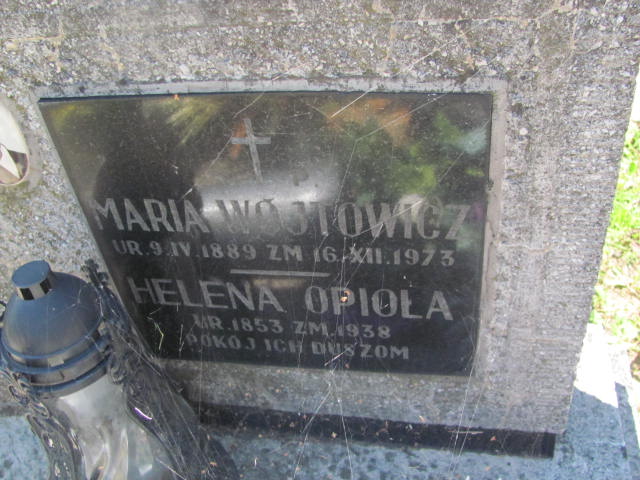 MARIA WÓJTOWICZ
UR.9.IV.1889 ZM 16.XII.1973
HELENA OPIOŁA
UR.1853 ZM.1938
POKÓJ ICH DUSZOM